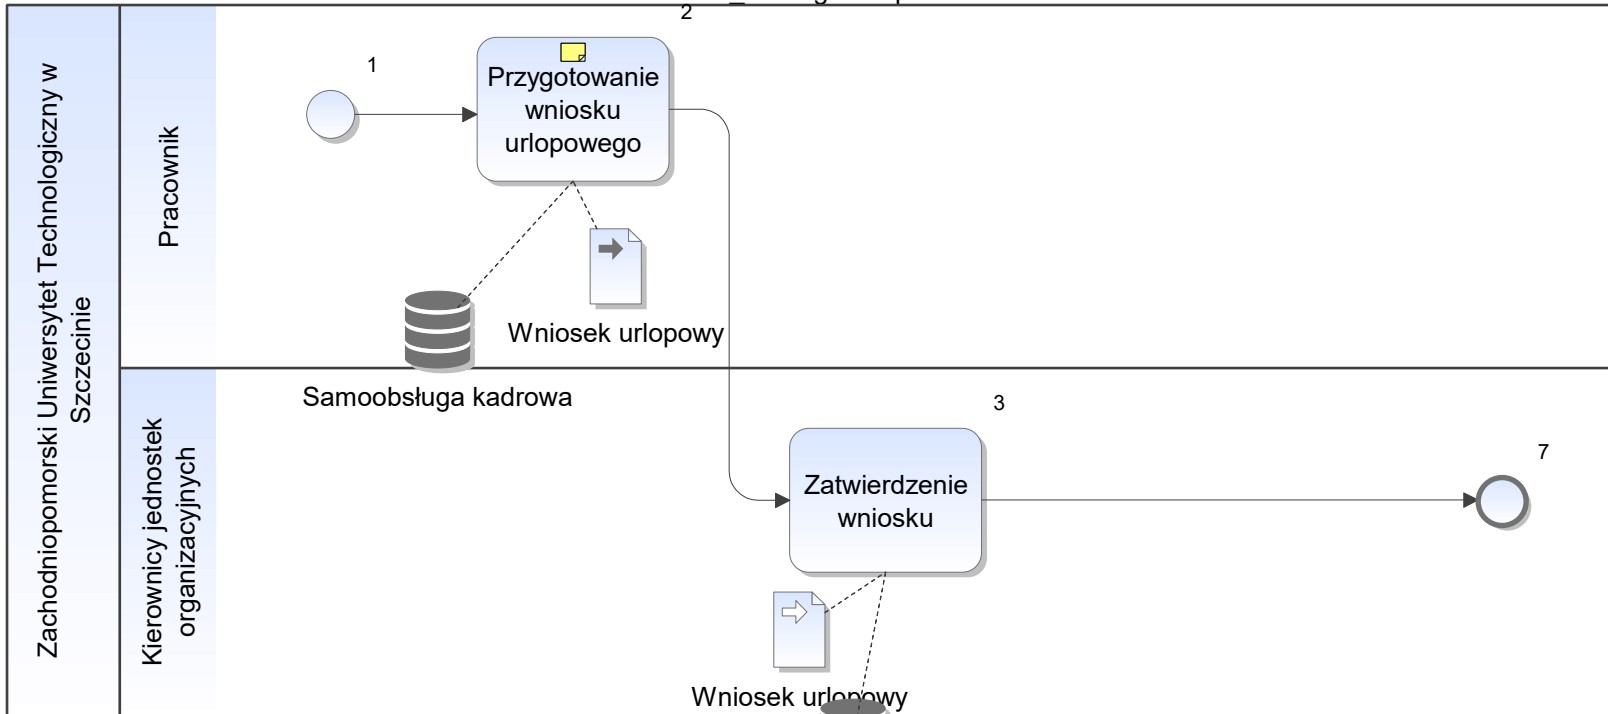 2
1
Przygotowanie
wniosku
urlopowego
Zachodniopomorski Uniwersytet Technologiczny w
Szczecinie
Pracownik
Wniosek urlopowy
Samoobsługa kadrowa
Kierownicy jednostek
organizacyjnych
3
7
Zatwierdzenie
wniosku
Wniosek urlopowy